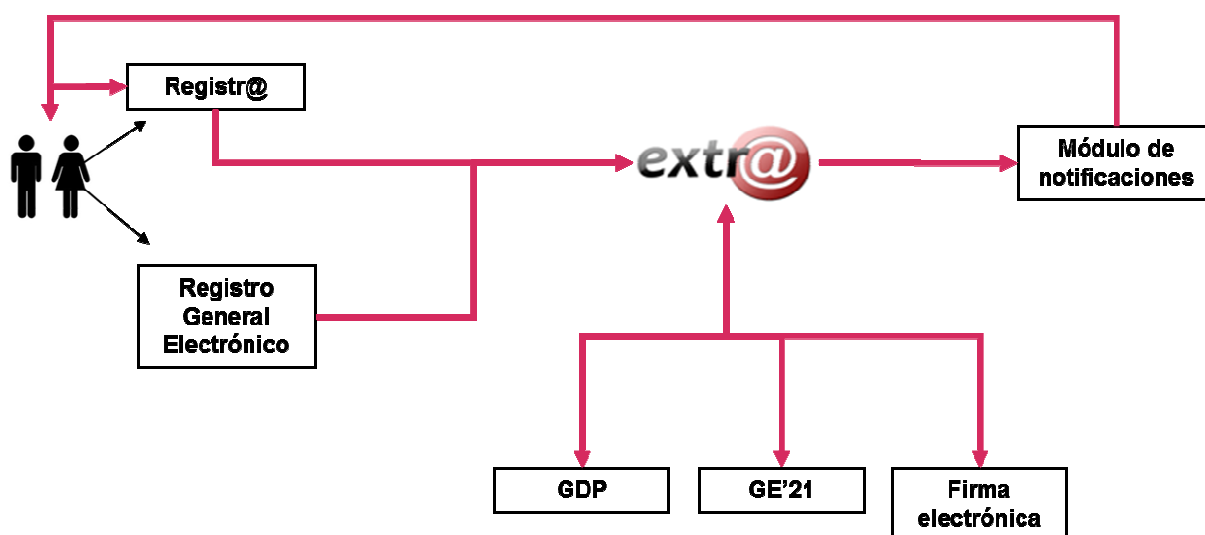 Registr@
extr@
Módulo de
notificaciones
Registro
General
Electrónico
GDP
GE’21
Firma
electrónica